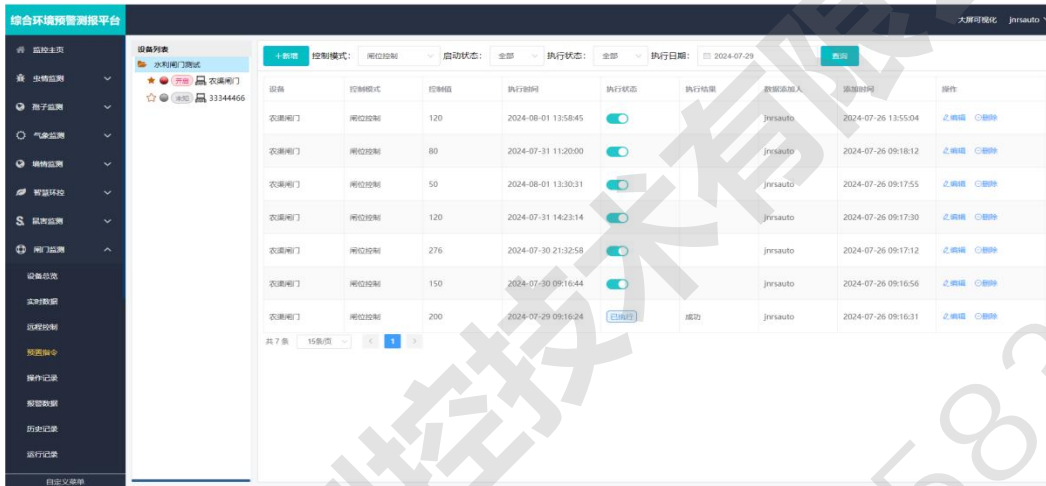 综合环境预警测报平台
大屏可视化 jnrsauto
监控主页
虫情监测
孢子监测
气象监测
墒情监测
智慧环控
鼠害监测
闸门监测
设备总览
实时数据
远程控制
预置指令
操作记录
报警数据
历史记录
运行记录
自定义菜单
设备列表
水利闸门测试
开启 农渠闸门
33344466
+新增 控制模式: 闸位控制 启动状态: 全部 执行状态: 全部 执行日期: 2024-07-29 查询
设备 控制模式 控制值 执行时间 执行状态 执行结果 数据添加人 添加时间 操作
农渠闸门 闸位控制 120 2024-08-01 13:58:45 jnrsauto 2024-07-26 13:55:04 编辑 删除
农渠闸门 闸位控制 80 2024-07-31 11:20:00 jnrsauto 2024-07-26 09:18:12 编辑 删除
农渠闸门 闸位控制 50 2024-08-01 13:30:31 jnrsauto 2024-07-26 09:17:55 编辑 删除
农渠闸门 闸位控制 120 2024-07-31 14:23:14 jnrsauto 2024-07-26 09:17:30 编辑 删除
农渠闸门 闸位控制 276 2024-07-30 21:32:58 jnrsauto 2024-07-26 09:17:12 编辑 删除
农渠闸门 闸位控制 150 2024-07-30 09:16:44 jnrsauto 2024-07-26 09:16:56 编辑 删除
农渠闸门 闸位控制 200 2024-07-29 09:16:24 已执行 成功 jnrsauto 2024-07-26 09:16:31 编辑 删除
共 7 条 15条/页 1
控技术有限
58